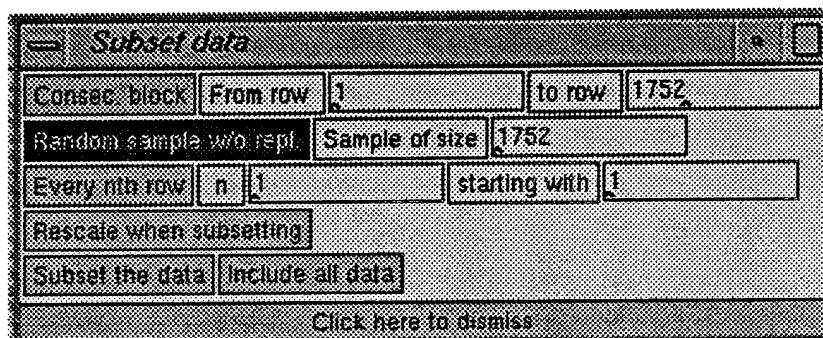 Subset data
Consec. block From row 1 to row 1752
Random sample w/o repl. Sample of size 1752
Every nth row n 1 starting with 1
Rescale when subsetting
Subset the data Include all data
Click here to dismiss